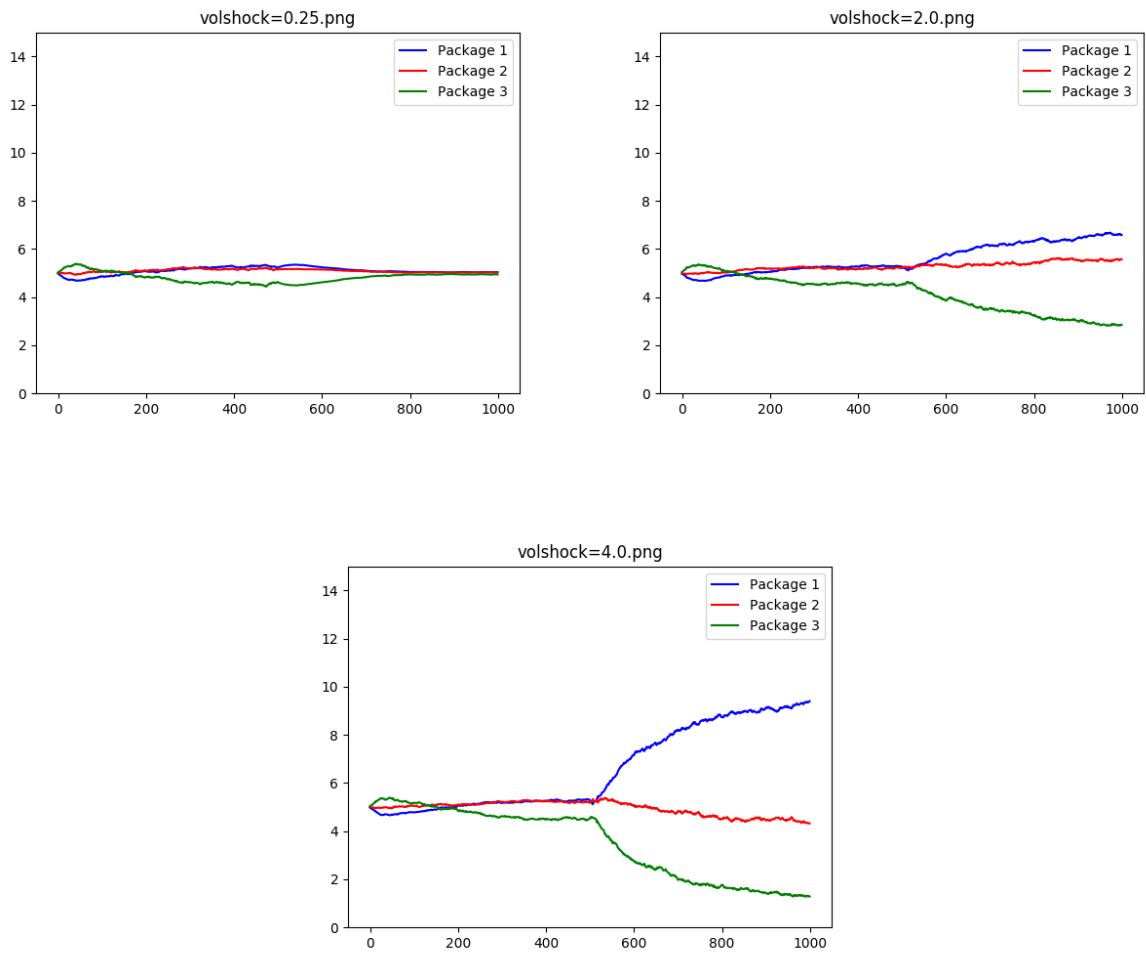 volshock=0.25.png
14
12
10
8
6
4
2
0
Package 1
Package 2
Package 3
0 200 400 600 800 1000
volshock=2.0.png
14
12
10
8
6
4
2
0
Package 1
Package 2
Package 3
0 200 400 600 800 1000
volshock=4.0.png
14
12
10
8
6
4
2
0
Package 1
Package 2
Package 3
0 200 400 600 800 1000